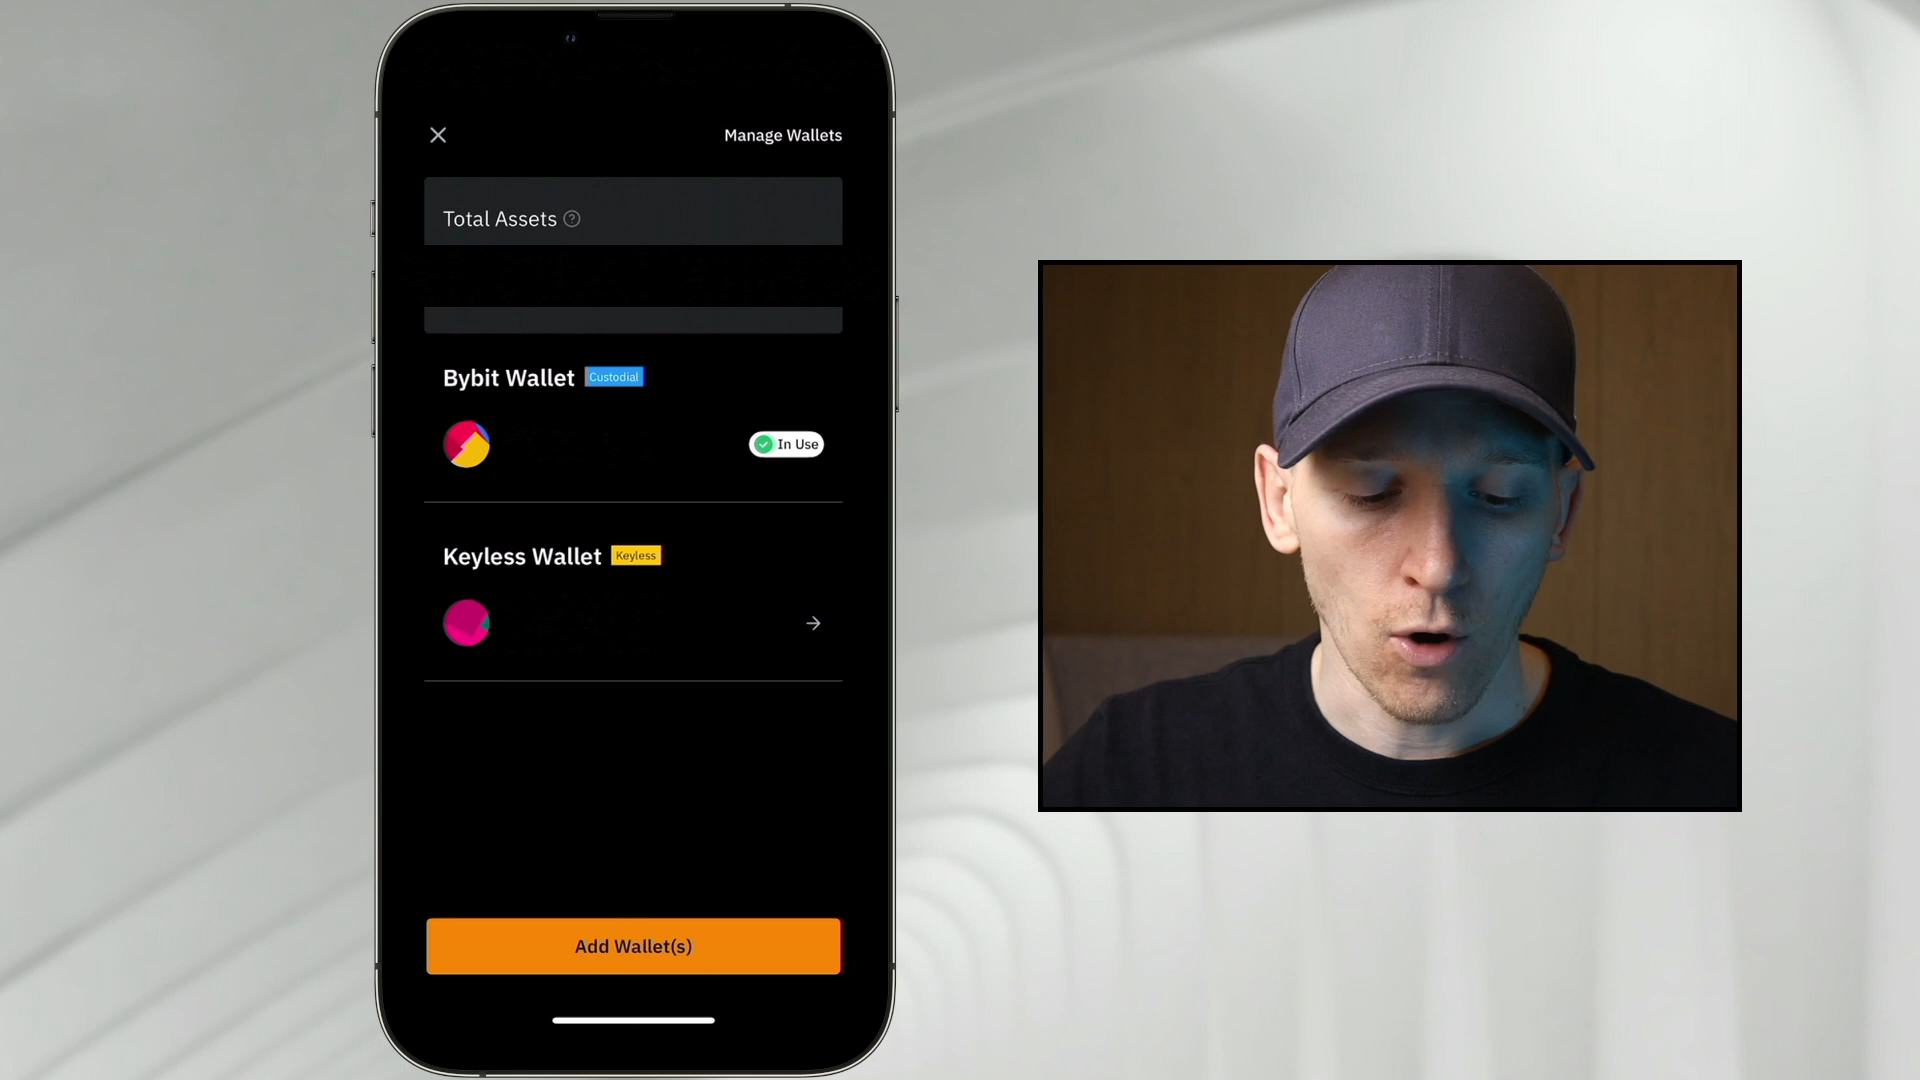 Manage Wallets
Total Assets
Bybit Wallet Custodial
In Use
Keyless Wallet Keyless
Add Wallet(s)